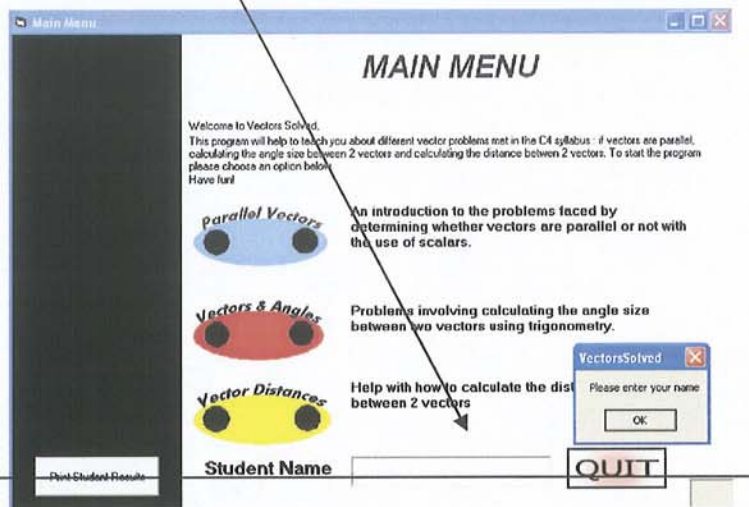 Main Menu
MAIN MENU
Welcome to Vectors Solved,
This program will help to teach you about different vector problems met in the C4 syllabus : if vectors are parallel,
calculating the angle size between 2 vectors and calculating the distance betwen 2 vectors. To start the program
please choose an option below
Have fun!
Parallel Vectors
An introduction to the problems faced by
determining whether vectors are parallel or not with
the use of scalars.
Vectors & Angles
Problems involving calculating the angle size
between two vectors using trigonometry.
Vector Distances
Help with how to calculate the dist
between 2 vectors
VectorsSolved
Please enter your name
OK
Print Student Results
Student Name
QUIT